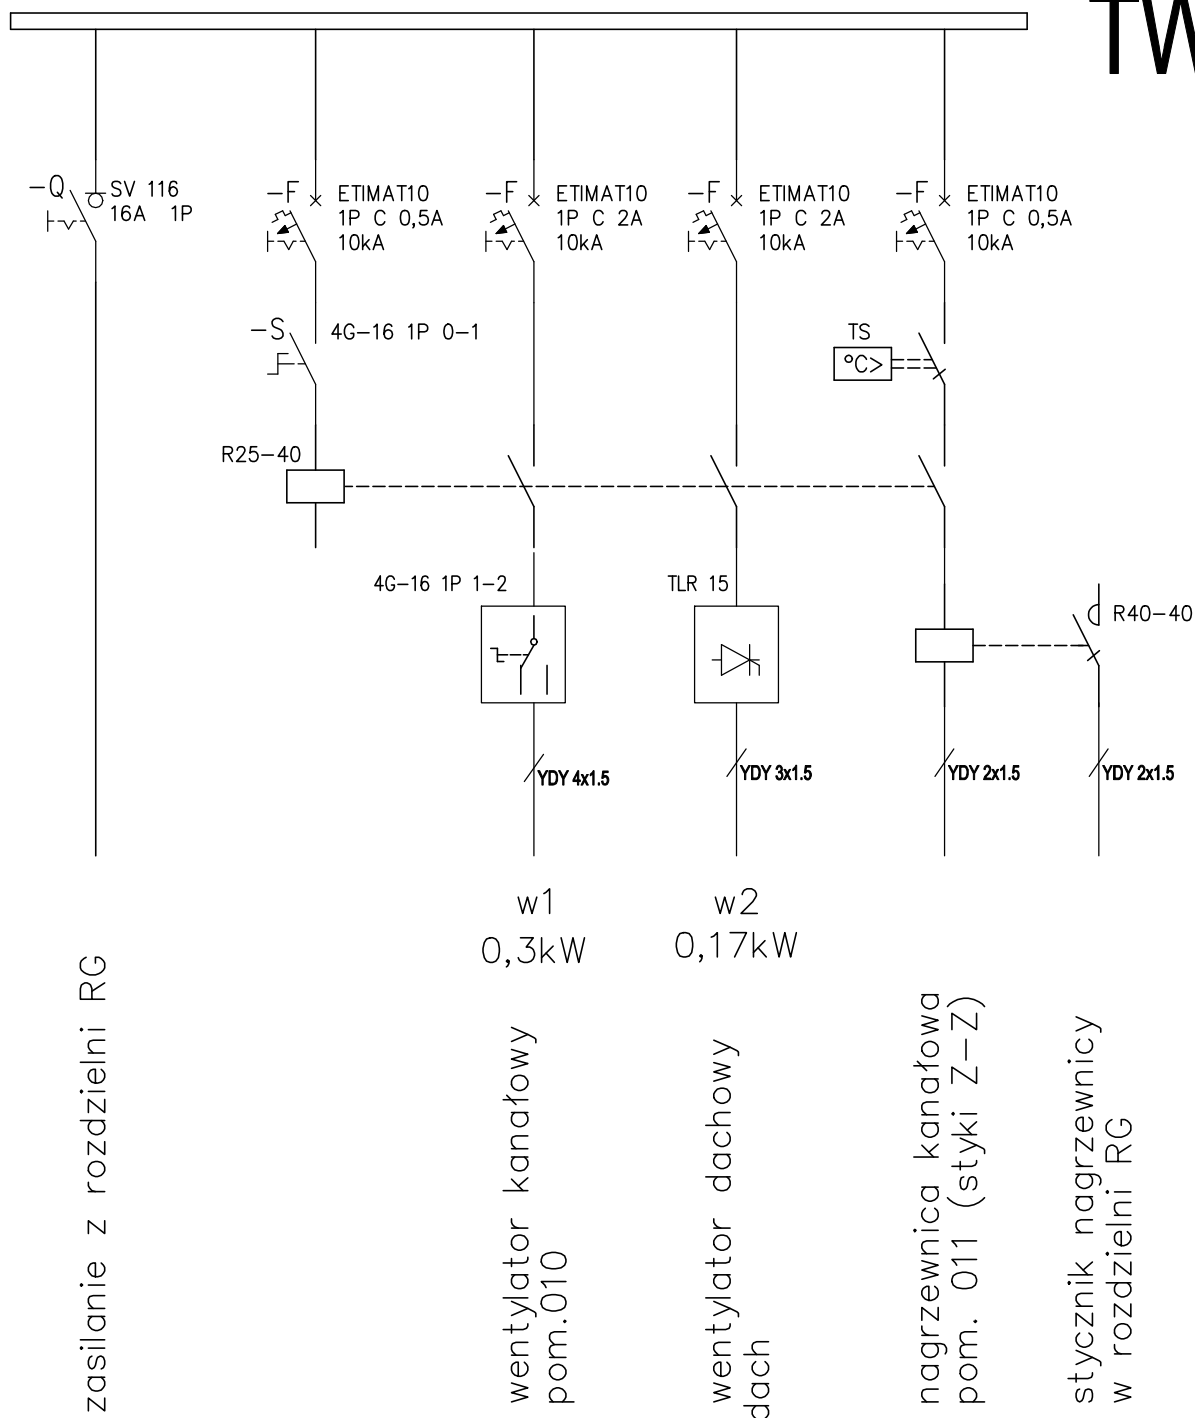 TW
-Q
SV 116
16A 1P
-F
ETIMAT10
1P C 0,5A
10kA
-F
ETIMAT10
1P C 2A
10kA
-F
ETIMAT10
1P C 2A
10kA
-F
ETIMAT10
1P C 0,5A
10kA
-S
4G-16 1P 0-1
TS
°C>
R25-40
4G-16 1P 1-2
TLR 15
R40-40
YDY 4x1.5
YDY 3x1.5
YDY 2x1.5
YDY 2x1.5
w1
0,3kW
w2
0,17kW
zasilanie z rozdzielni RG
wentylator kanałowy
pom.010
wentylator dachowy
dach
nagrzewnica kanałowa
pom. 011 (styki Z-Z)
stycznik nagrzewnicy
w rozdzielni RG